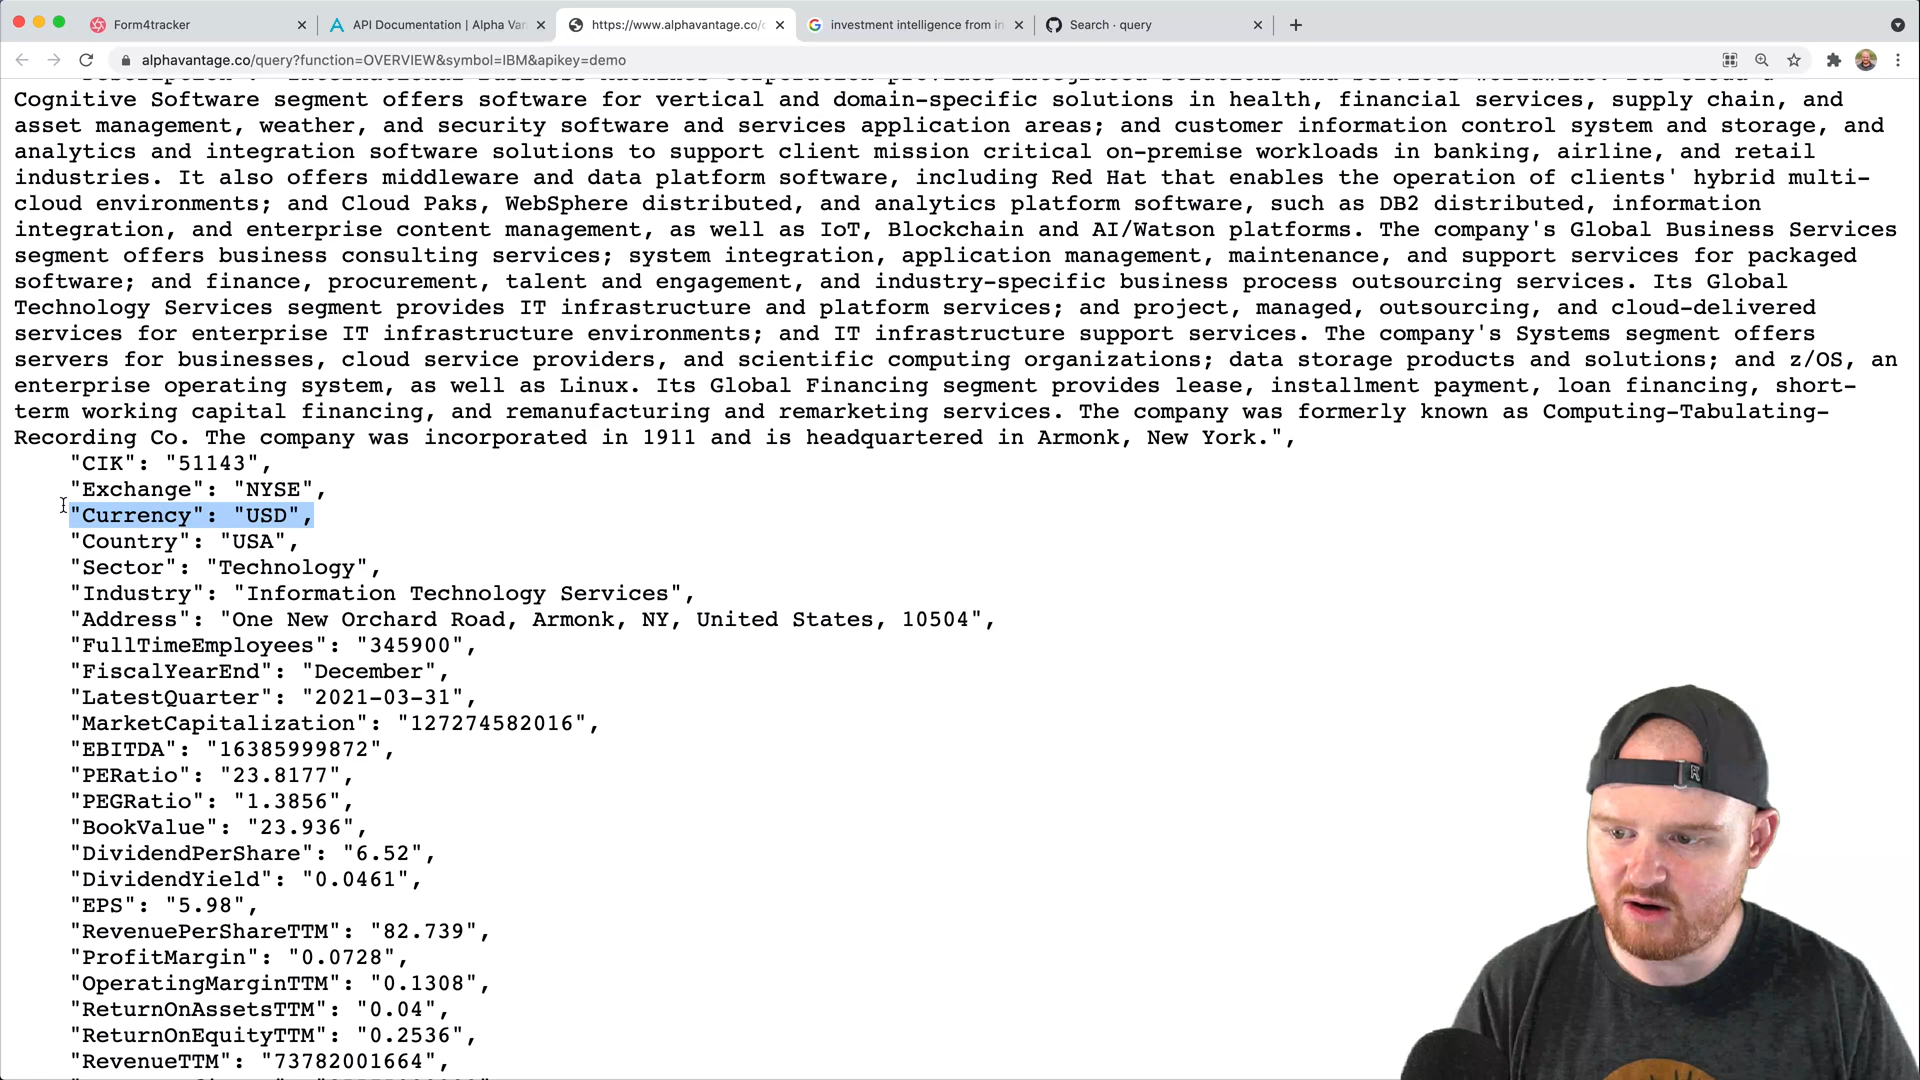 Form4tracker
API Documentation | Alpha Van
https://www.alphavantage.co/
investment intelligence from in
Search · query
alphavantage.co/query?function=OVERVIEW&symbol=IBM&apikey=demo
Cognitive Software segment offers software for vertical and domain-specific solutions in health, financial services, supply chain, and
asset management, weather, and security software and services application areas; and customer information control system and storage, and
analytics and integration software solutions to support client mission critical on-premise workloads in banking, airline, and retail
industries. It also offers middleware and data platform software, including Red Hat that enables the operation of clients' hybrid multi-
cloud environments; and Cloud Paks, WebSphere distributed, and analytics platform software, such as DB2 distributed, information
integration, and enterprise content management, as well as IoT, Blockchain and AI/Watson platforms. The company's Global Business Services
segment offers business consulting services; system integration, application management, maintenance, and support services for packaged
software; and finance, procurement, talent and engagement, and industry-specific business process outsourcing services. Its Global
Technology Services segment provides IT infrastructure and platform services; and project, managed, outsourcing, and cloud-delivered
services for enterprise IT infrastructure environments; and IT infrastructure support services. The company's Systems segment offers
servers for businesses, cloud service providers, and scientific computing organizations; data storage products and solutions; and z/OS, an
enterprise operating system, as well as Linux. Its Global Financing segment provides lease, installment payment, loan financing, short-
term working capital financing, and remanufacturing and remarketing services. The company was formerly known as Computing-Tabulating-
Recording Co. The company was incorporated in 1911 and is headquartered in Armonk, New York.",
"CIK": "51143",
"Exchange": "NYSE",
"Currency": "USD",
"Country": "USA",
"Sector": "Technology",
"Industry": "Information Technology Services",
"Address": "One New Orchard Road, Armonk, NY, United States, 10504",
"FullTimeEmployees": "345900",
"FiscalYearEnd": "December",
"LatestQuarter": "2021-03-31",
"MarketCapitalization": "127274582016",
"EBITDA": "16385999872",
"PERatio": "23.8177",
"PEGRatio": "1.3856",
"BookValue": "23.936",
"DividendPerShare": "6.52",
"DividendYield": "0.0461",
"EPS": "5.98",
"RevenuePerShareTTM": "82.739",
"ProfitMargin": "0.0728",
"OperatingMarginTTM": "0.1308",
"ReturnOnAssetsTTM": "0.04",
"ReturnOnEquityTTM": "0.2536",
"RevenueTTM": "73782001664",